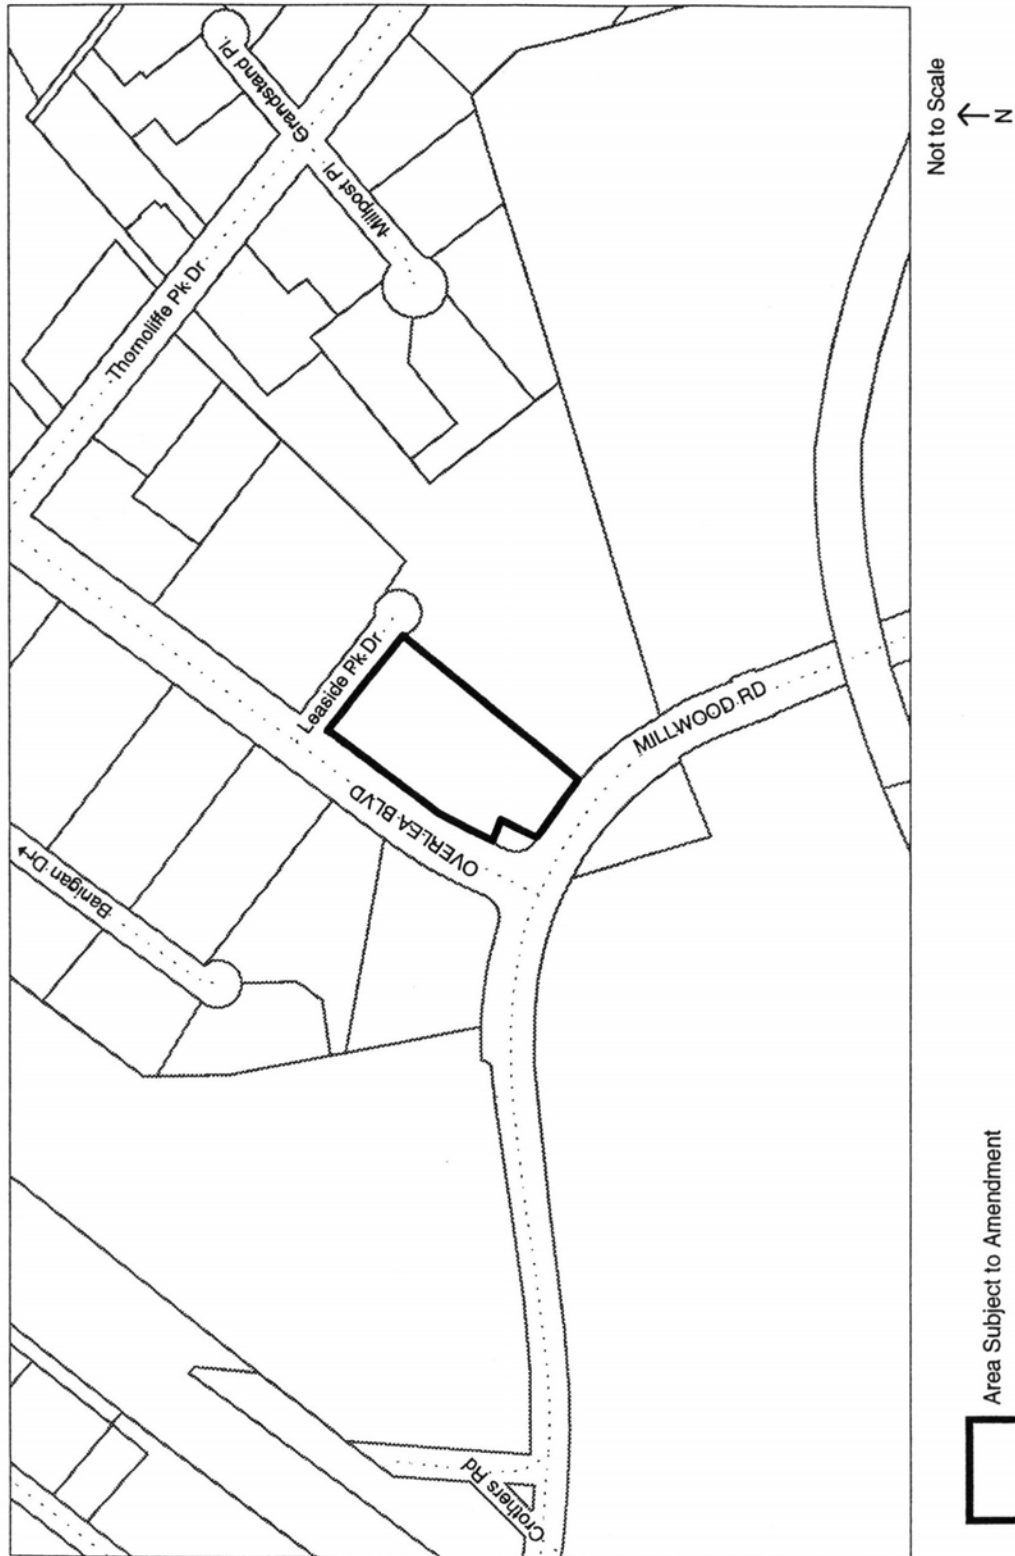 Grandstand Pl
Millpost Pl
Thorncliffe Pk Dr
Leaside Pk Dr
OVERLEA BLVD
Banigan Dr
MILLWOOD RD
Crothers Rd
Not to Scale
N
Area Subject to Amendment